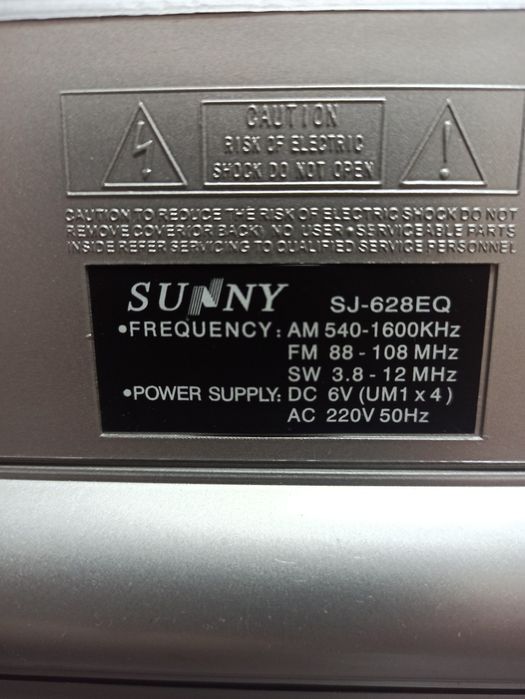 CAUTION
RISK OF ELECTRIC
SHOCK DO NOT OPEN
CAUTION TO REDUCE THE RISK OF ELECTRIC SHOCK DO NOT
REMOVE COVER(OR BACK) NO USER•SERVICEABLE PARTS
INSIDE REFER SERVICING TO QUALIFIED SERVICE PERSONNEL
SUNNY SJ-628EQ
•FREQUENCY: AM 540-1600KHz
FM 88 - 108 MHz
SW 3.8 - 12 MHz
•POWER SUPPLY: DC 6V (UM1 x 4)
AC 220V 50Hz